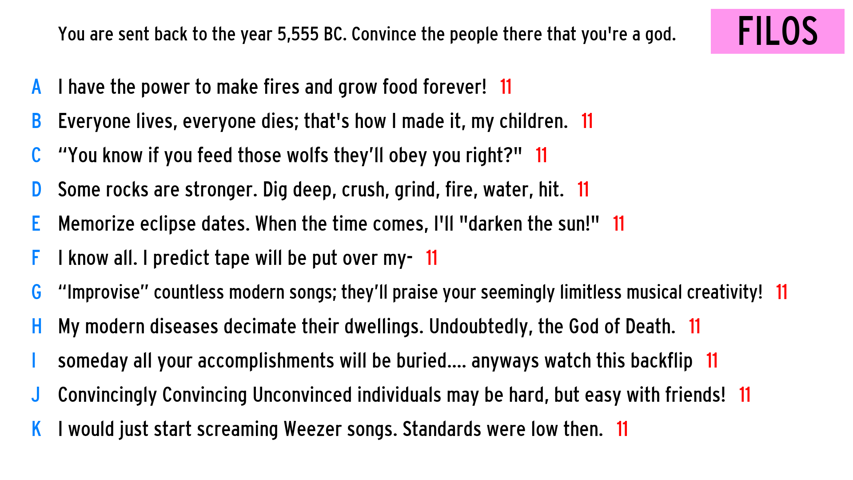 You are sent back to the year 5,555 BC. Convince the people there that you're a god.
FILOS
A I have the power to make fires and grow food forever! 11
B Everyone lives, everyone dies; that's how I made it, my children. 11
C “You know if you feed those wolfs they’ll obey you right?" 11
D Some rocks are stronger. Dig deep, crush, grind, fire, water, hit. 11
E Memorize eclipse dates. When the time comes, I'll "darken the sun!" 11
F I know all. I predict tape will be put over my- 11
G “Improvise” countless modern songs; they’ll praise your seemingly limitless musical creativity! 11
H My modern diseases decimate their dwellings. Undoubtedly, the God of Death. 11
I someday all your accomplishments will be buried.... anyways watch this backflip 11
J Convincingly Convincing Unconvinced individuals may be hard, but easy with friends! 11
K I would just start screaming Weezer songs. Standards were low then. 11